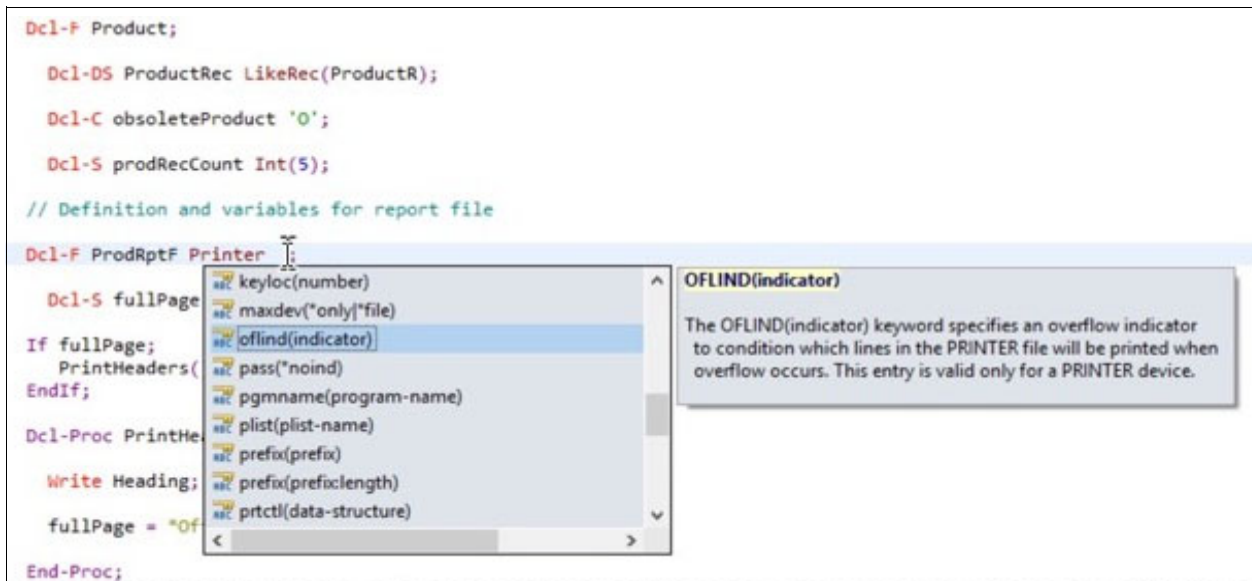 Dcl-F Product;
Dcl-DS ProductRec LikeRec(ProductR);
Dcl-C obsoleteProduct 'O';
Dcl-S prodRecCount Int(5);
// Definition and variables for report file
Dcl-F ProdRptF Printer ;
Dcl-S fullPage
If fullPage;
PrintHeaders(
EndIf;
Dcl-Proc PrintHea
Write Heading;
fullPage = *Of
End-Proc;
keyloc(number)
maxdev(*only|*file)
oflind(indicator)
pass(*noind)
pgmname(program-name)
plist(plist-name)
prefix(prefix)
prefix(prefix:length)
prtctl(data-structure)
OFLIND(indicator)
The OFLIND(indicator) keyword specifies an overflow indicator
to condition which lines in the PRINTER file will be printed when
overflow occurs. This entry is valid only for a PRINTER device.